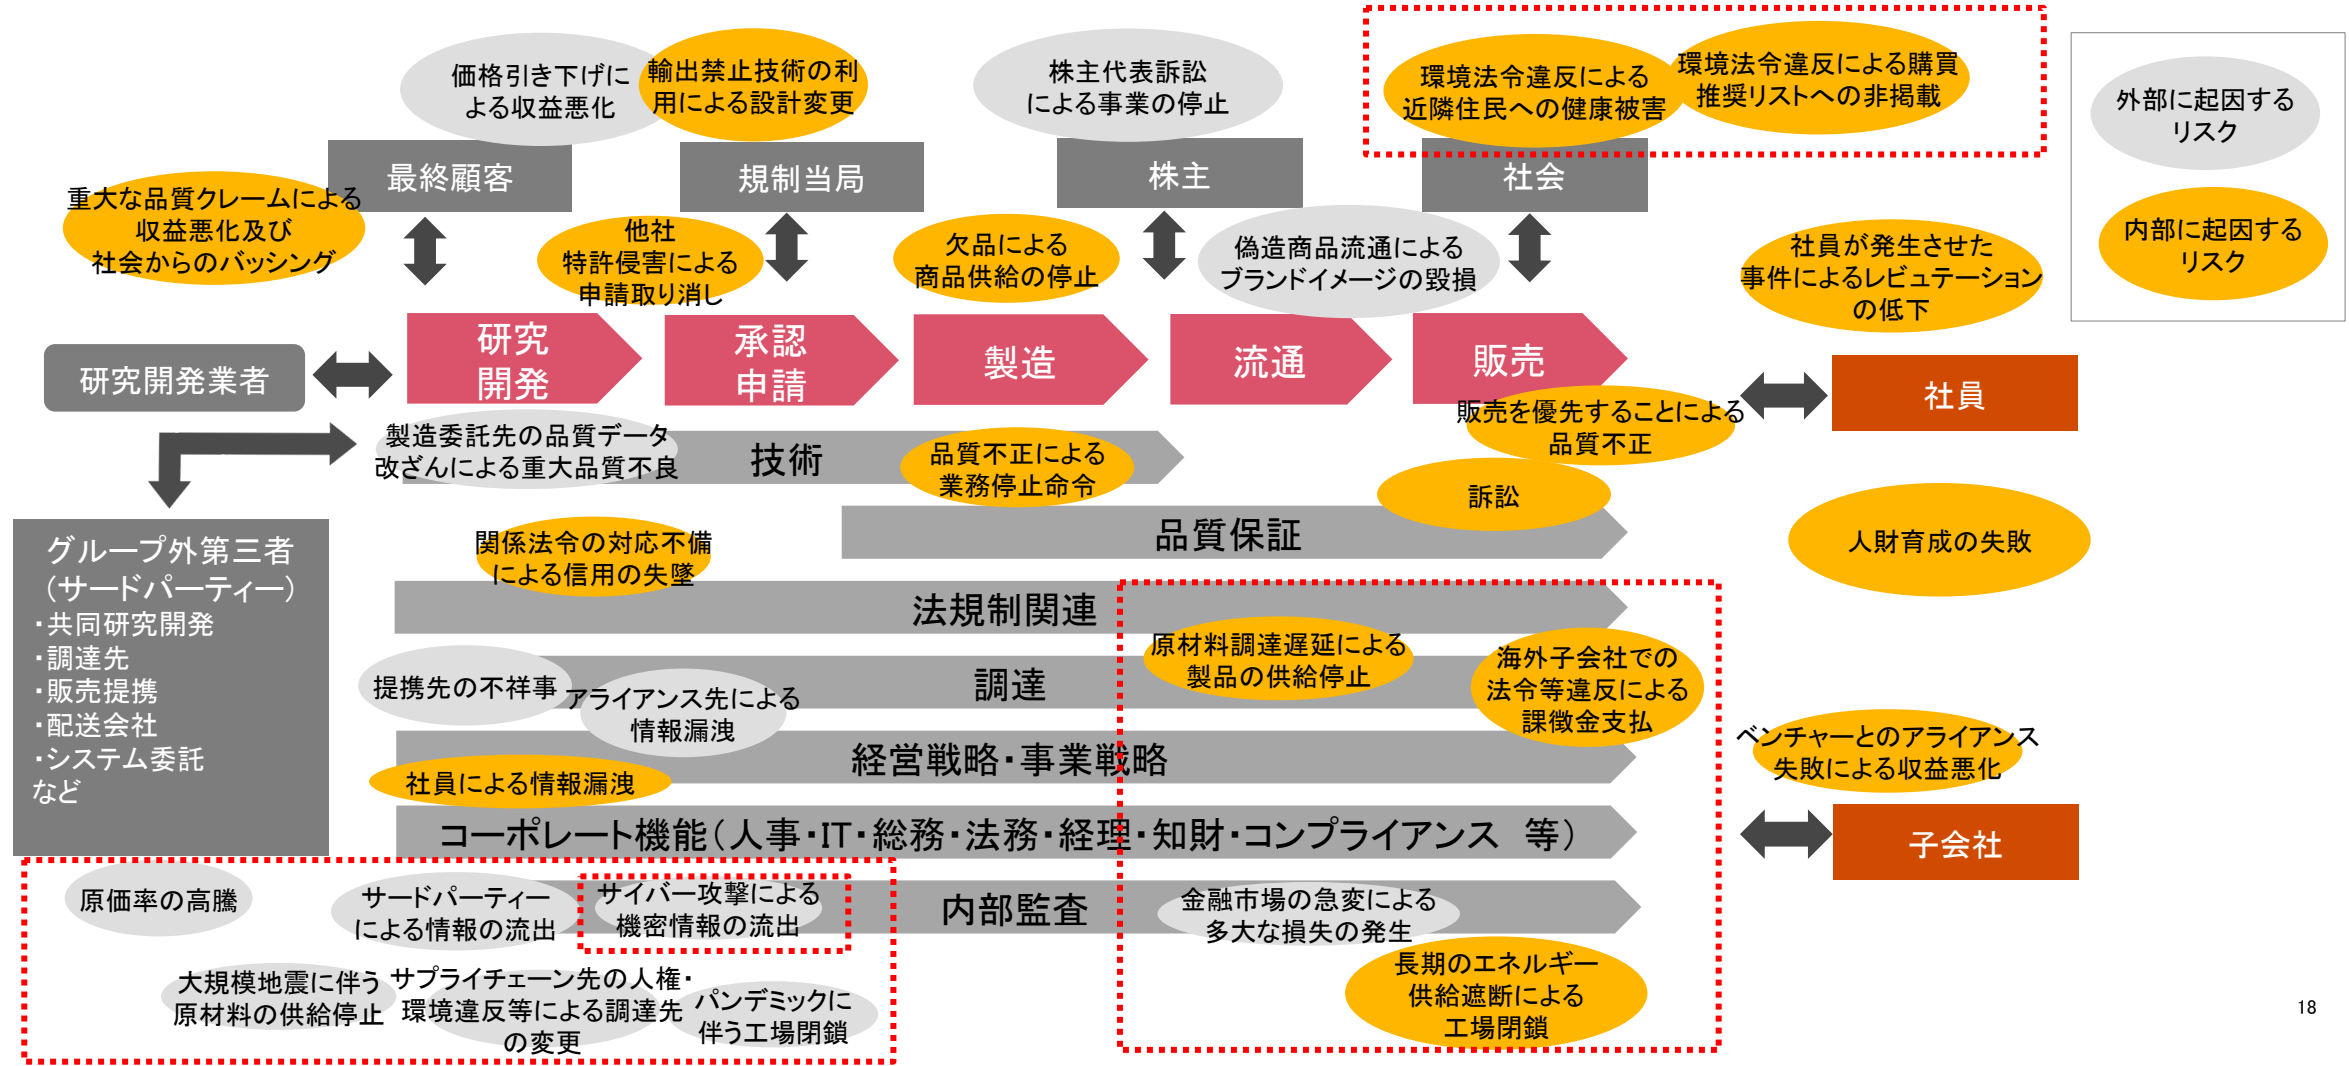 価格引き下げに
よる収益悪化
輸出禁止技術の利
用による設計変更
株主代表訴訟
による事業の停止
環境法令違反による
近隣住民への健康被害
環境法令違反による購買
推奨リストへの非掲載
外部に起因する
リスク
内部に起因する
リスク
最終顧客
規制当局
株主
社会
重大な品質クレームによる
収益悪化及び
社会からのバッシング
他社
特許侵害による
申請取り消し
欠品による
商品供給の停止
偽造商品流通による
ブランドイメージの毀損
社員が発生させた
事件によるレビュテーション
の低下
研究開発業者
研究
開発
承認
申請
製造
流通
販売
社員
販売を優先することによる
品質不正
製造委託先の品質データ
改ざんによる重大品質不良
技術
品質不正による
業務停止命令
訴訟
品質保証
人財育成の失敗
グループ外第三者
(サードパーティー)
・共同研究開発
・調達先
・販売提携
・配送会社
・システム委託
など
関係法令の対応不備
による信用の失墜
法規制関連
原材料調達遅延による
製品の供給停止
海外子会社での
法令等違反による
課徴金支払
提携先の不祥事
アライアンス先による
情報漏洩
調達
経営戦略・事業戦略
社員による情報漏洩
ベンチャーとのアライアンス
失敗による収益悪化
コーポレート機能(人事・IT・総務・法務・経理・知財・コンプライアンス 等)
子会社
原価率の高騰
サードパーティー
による情報の流出
サイバー攻撃による
機密情報の流出
内部監査
金融市場の急変による
多大な損失の発生
大規模地震に伴う
原材料の供給停止
サプライチェーン先の人権・
環境違反等による調達先
の変更
パンデミックに
伴う工場閉鎖
長期のエネルギー
供給遮断による
工場閉鎖
18